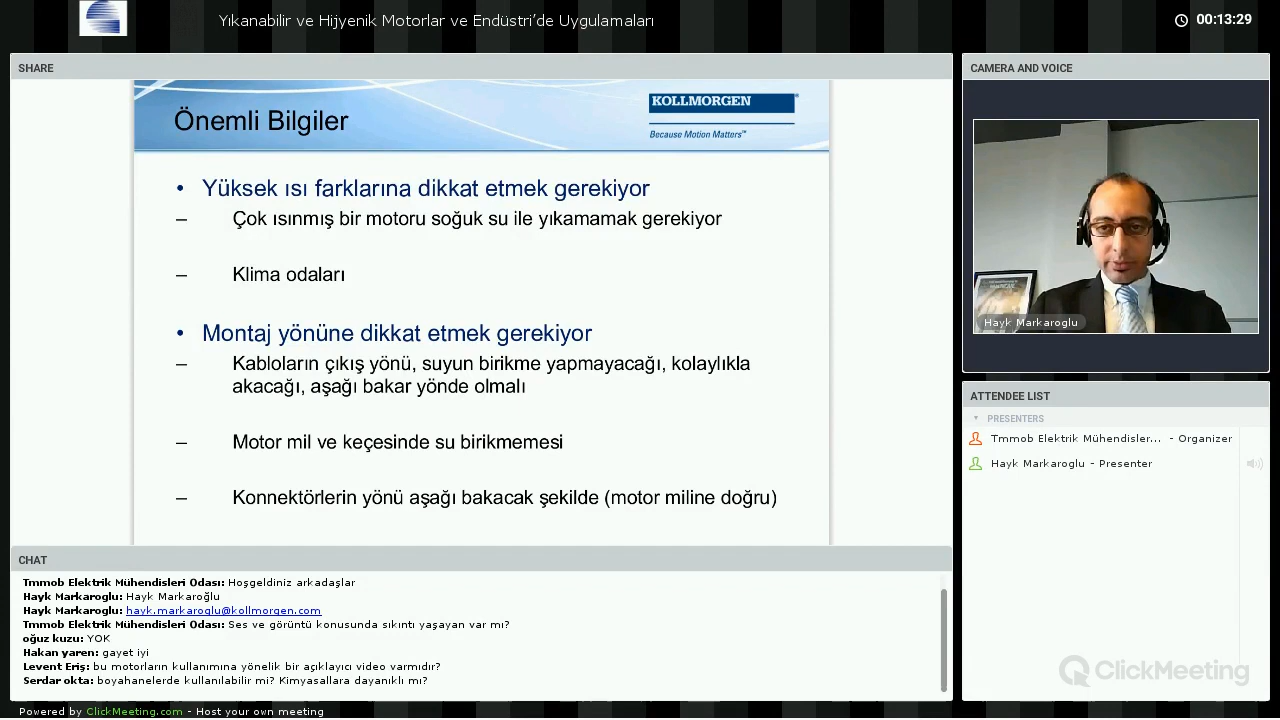 Yıkanabilir ve Hijyenik Motorlar ve Endüstri'de Uygulamaları
00:13:29
SHARE
Önemli Bilgiler
KOLLMORGEN
Because Motion Matters™
• Yüksek ısı farklarına dikkat etmek gerekiyor
– Çok ısınmış bir motoru soğuk su ile yıkamamak gerekiyor
– Klima odaları
• Montaj yönüne dikkat etmek gerekiyor
– Kabloların çıkış yönü, suyun birikme yapmayacağı, kolaylıkla
akacağı, aşağı bakar yönde olmalı
– Motor mil ve keçesinde su birikmemesi
– Konnektörlerin yönü aşağı bakacak şekilde (motor miline doğru)
CAMERA AND VOICE
Hayk Markaroglu
ATTENDEE LIST
PRESENTERS
Tmmob Elektrik Mühendisler... - Organizer
Hayk Markaroglu - Presenter
CHAT
Tmmob Elektrik Mühendisleri Odası: Hoşgeldiniz arkadaşlar
Hayk Markaroglu: Hayk Markaroğlu
Hayk Markaroglu: hayk.markaroglu@kollmorgen.com
Tmmob Elektrik Mühendisleri Odası: Ses ve görüntü konusunda sıkıntı yaşayan var mı?
oğuz kuzu: YOK
Hakan yaren: gayet iyi
Levent Eriş: bu motorların kullanımına yönelik bir açıklayıcı video varmıdır?
Serdar okta: boyahanelerde kullanılabilir mi? Kimyasallara dayanıklı mı?
ClickMeeting
Powered by ClickMeeting.com - Host your own meeting